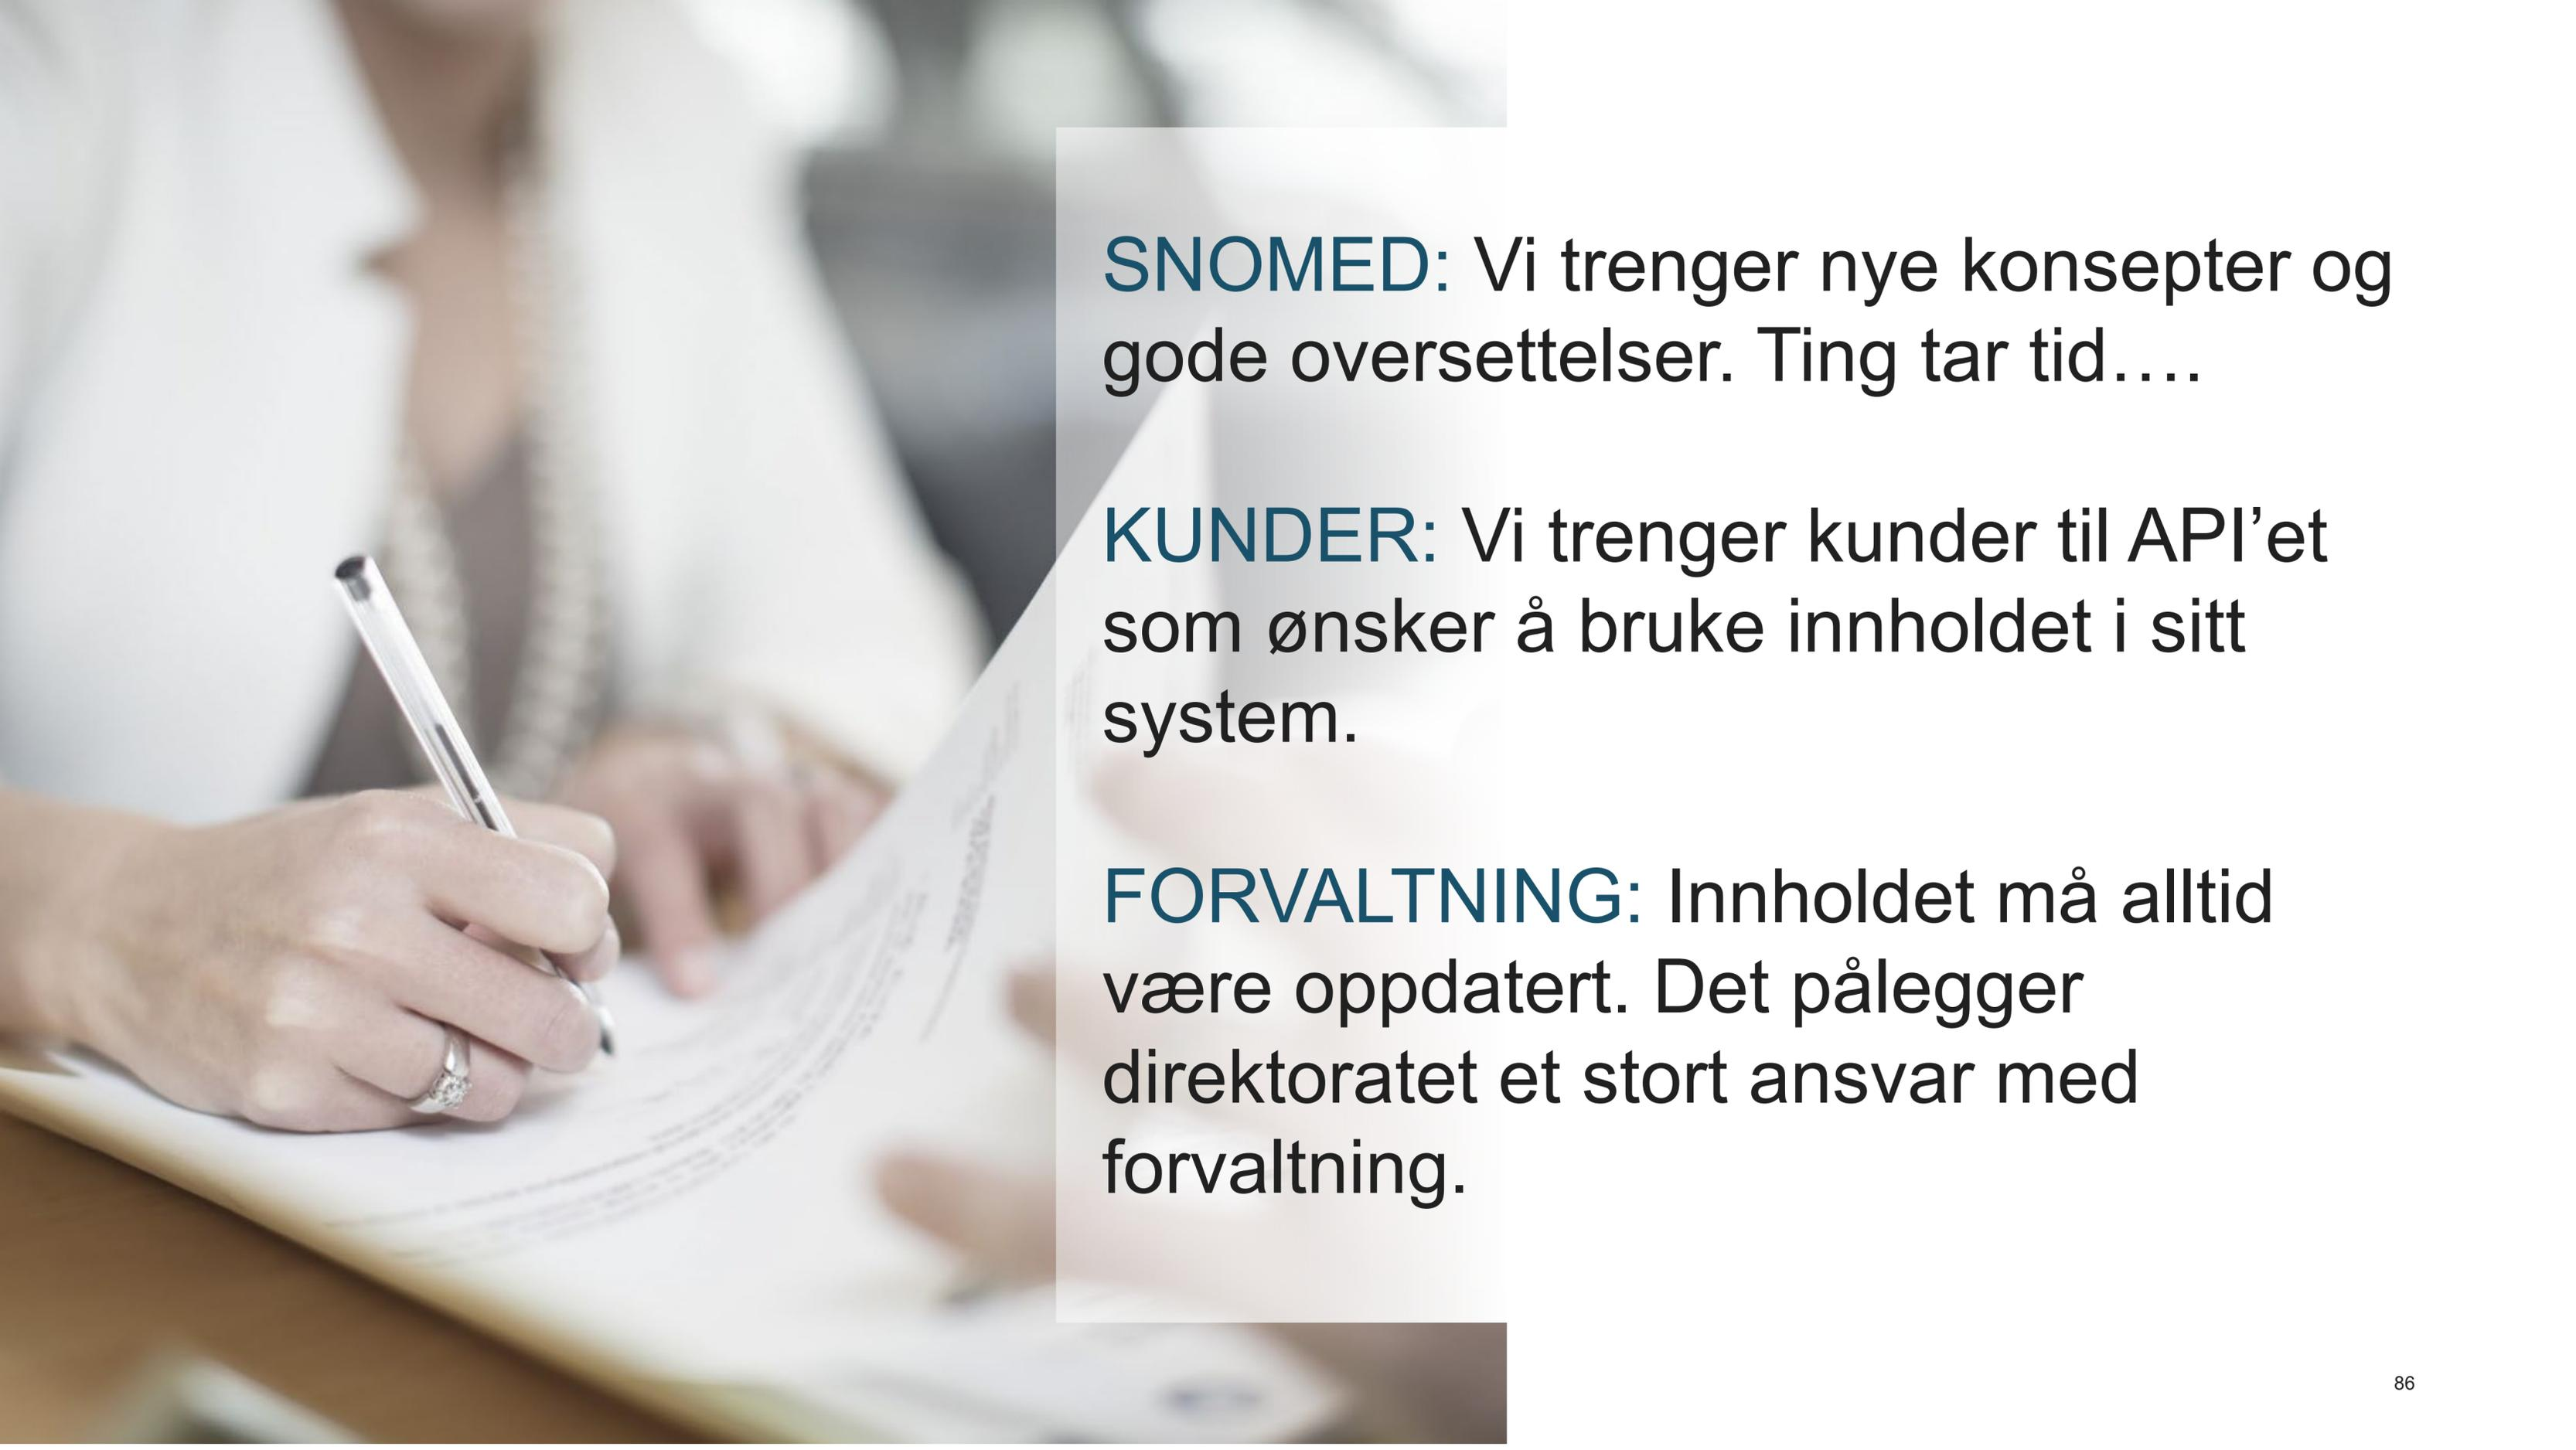 SNOMED: Vi trenger nye konsepter og
gode oversettelser. Ting tar tid….
KUNDER: Vi trenger kunder til API’et
som ønsker å bruke innholdet i sitt
system.
FORVALTNING: Innholdet må alltid
være oppdatert. Det pålegger
direktoratet et stort ansvar med
forvaltning.
86